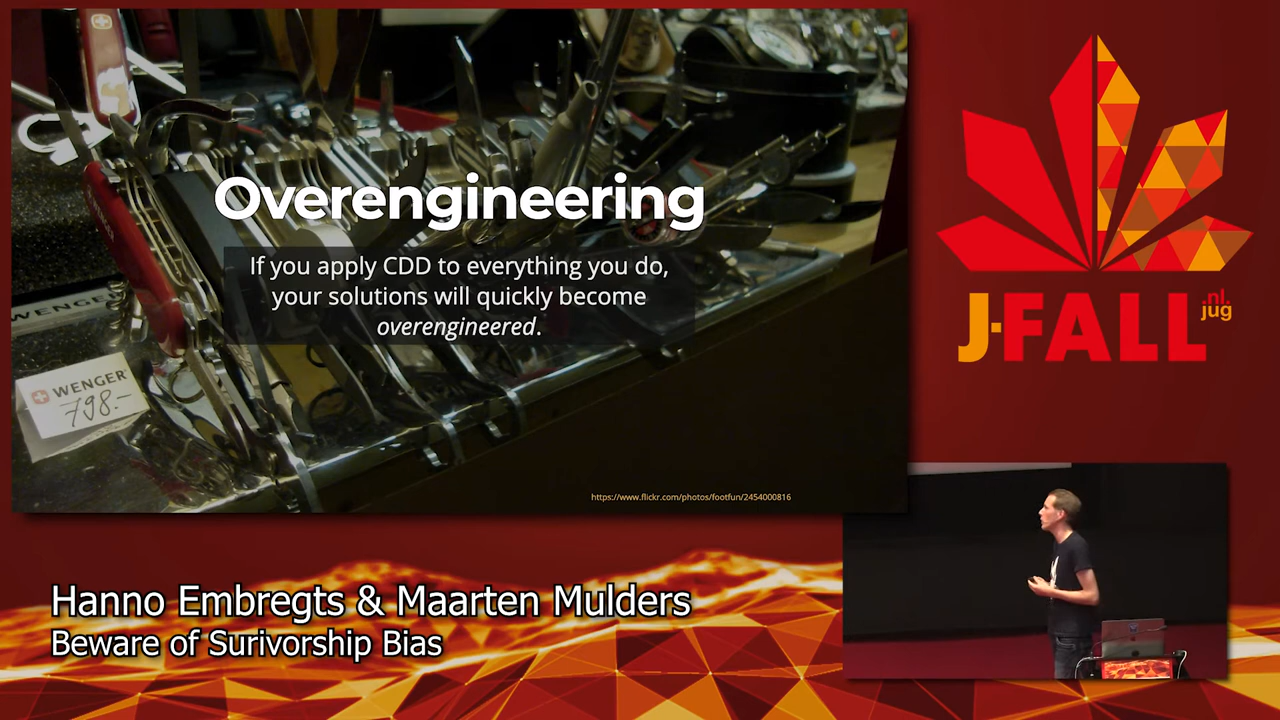 Overengineering
If you apply CDD to everything you do,
your solutions will quickly become
overengineered.
WENGER
WENGER
798.-
https://www.flickr.com/photos/footfun/2454000816
J-FALL
.nl.
jug
Hanno Embregts & Maarten Mulders
Beware of Surivorship Bias